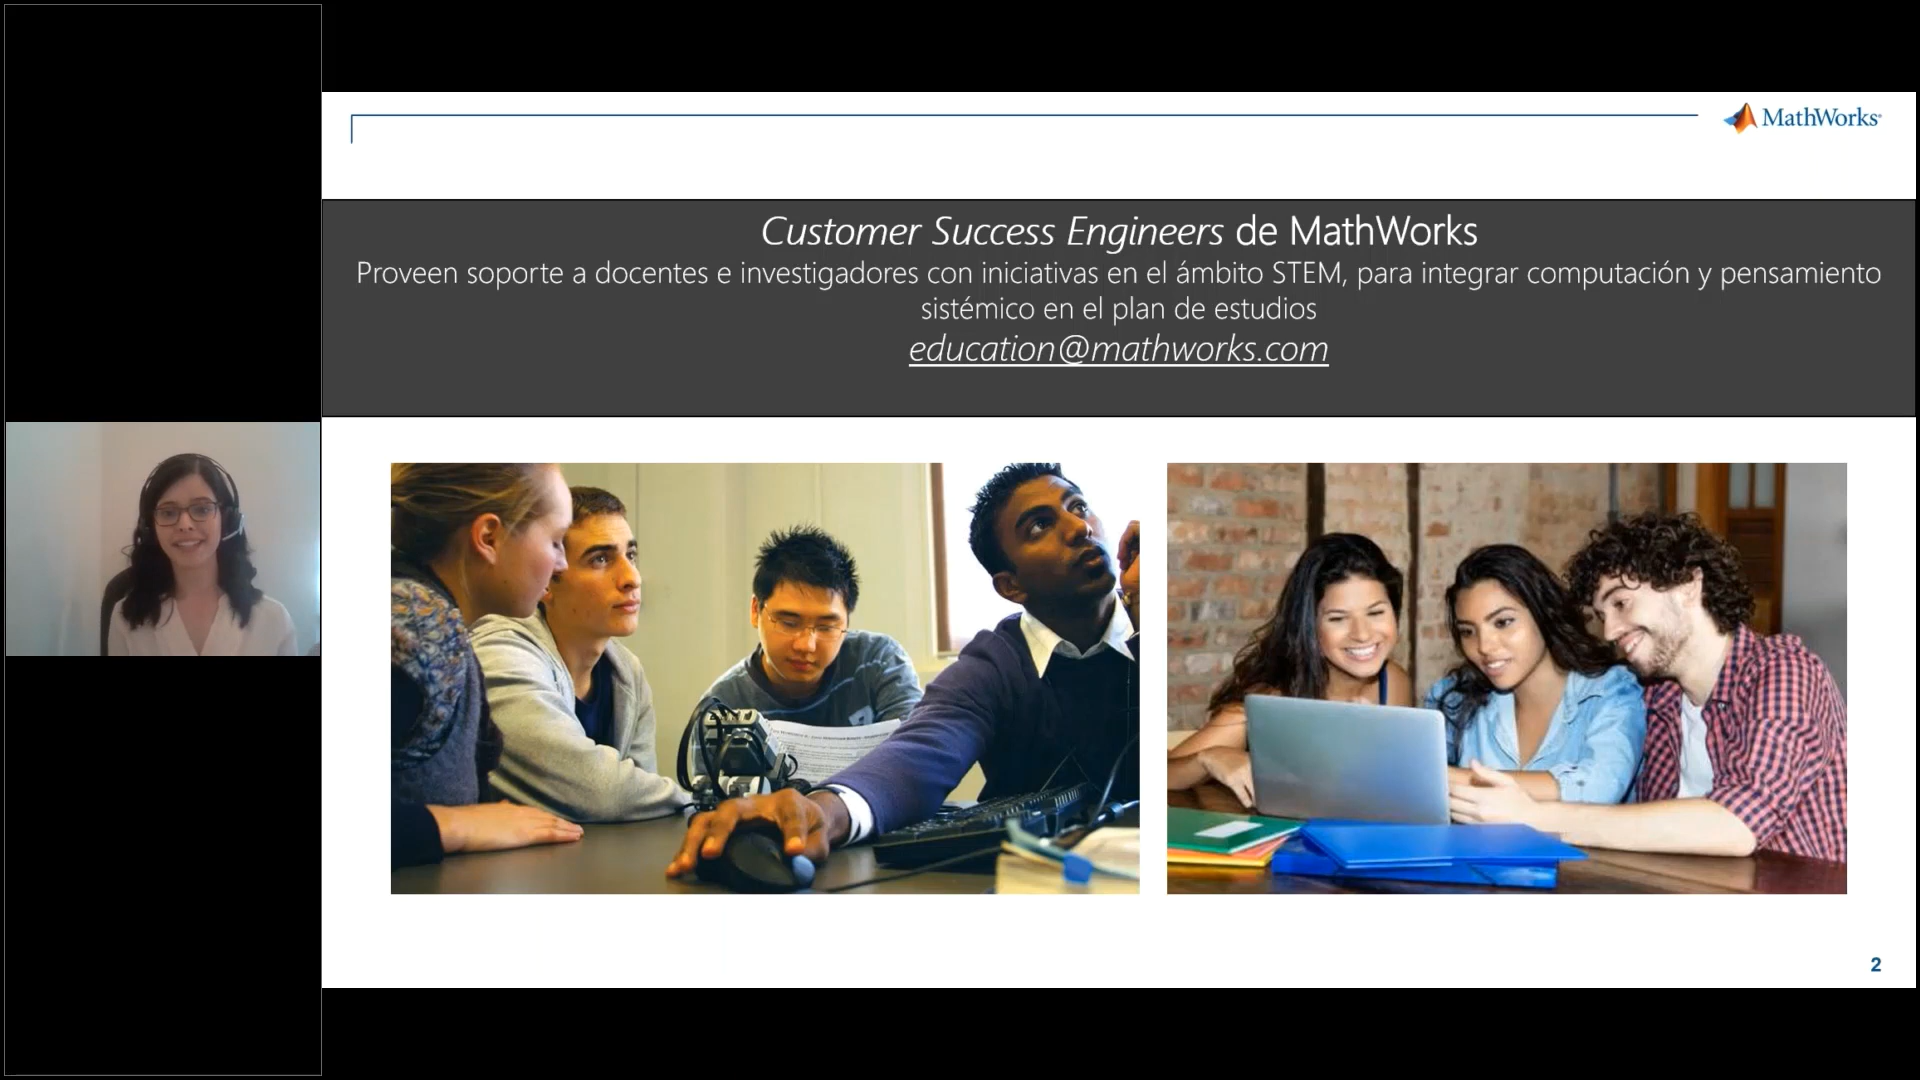 MathWorks®
Customer Success Engineers de MathWorks
Proveen soporte a docentes e investigadores con iniciativas en el ámbito STEM, para integrar computación y pensamiento
sistémico en el plan de estudios
education@mathworks.com
2